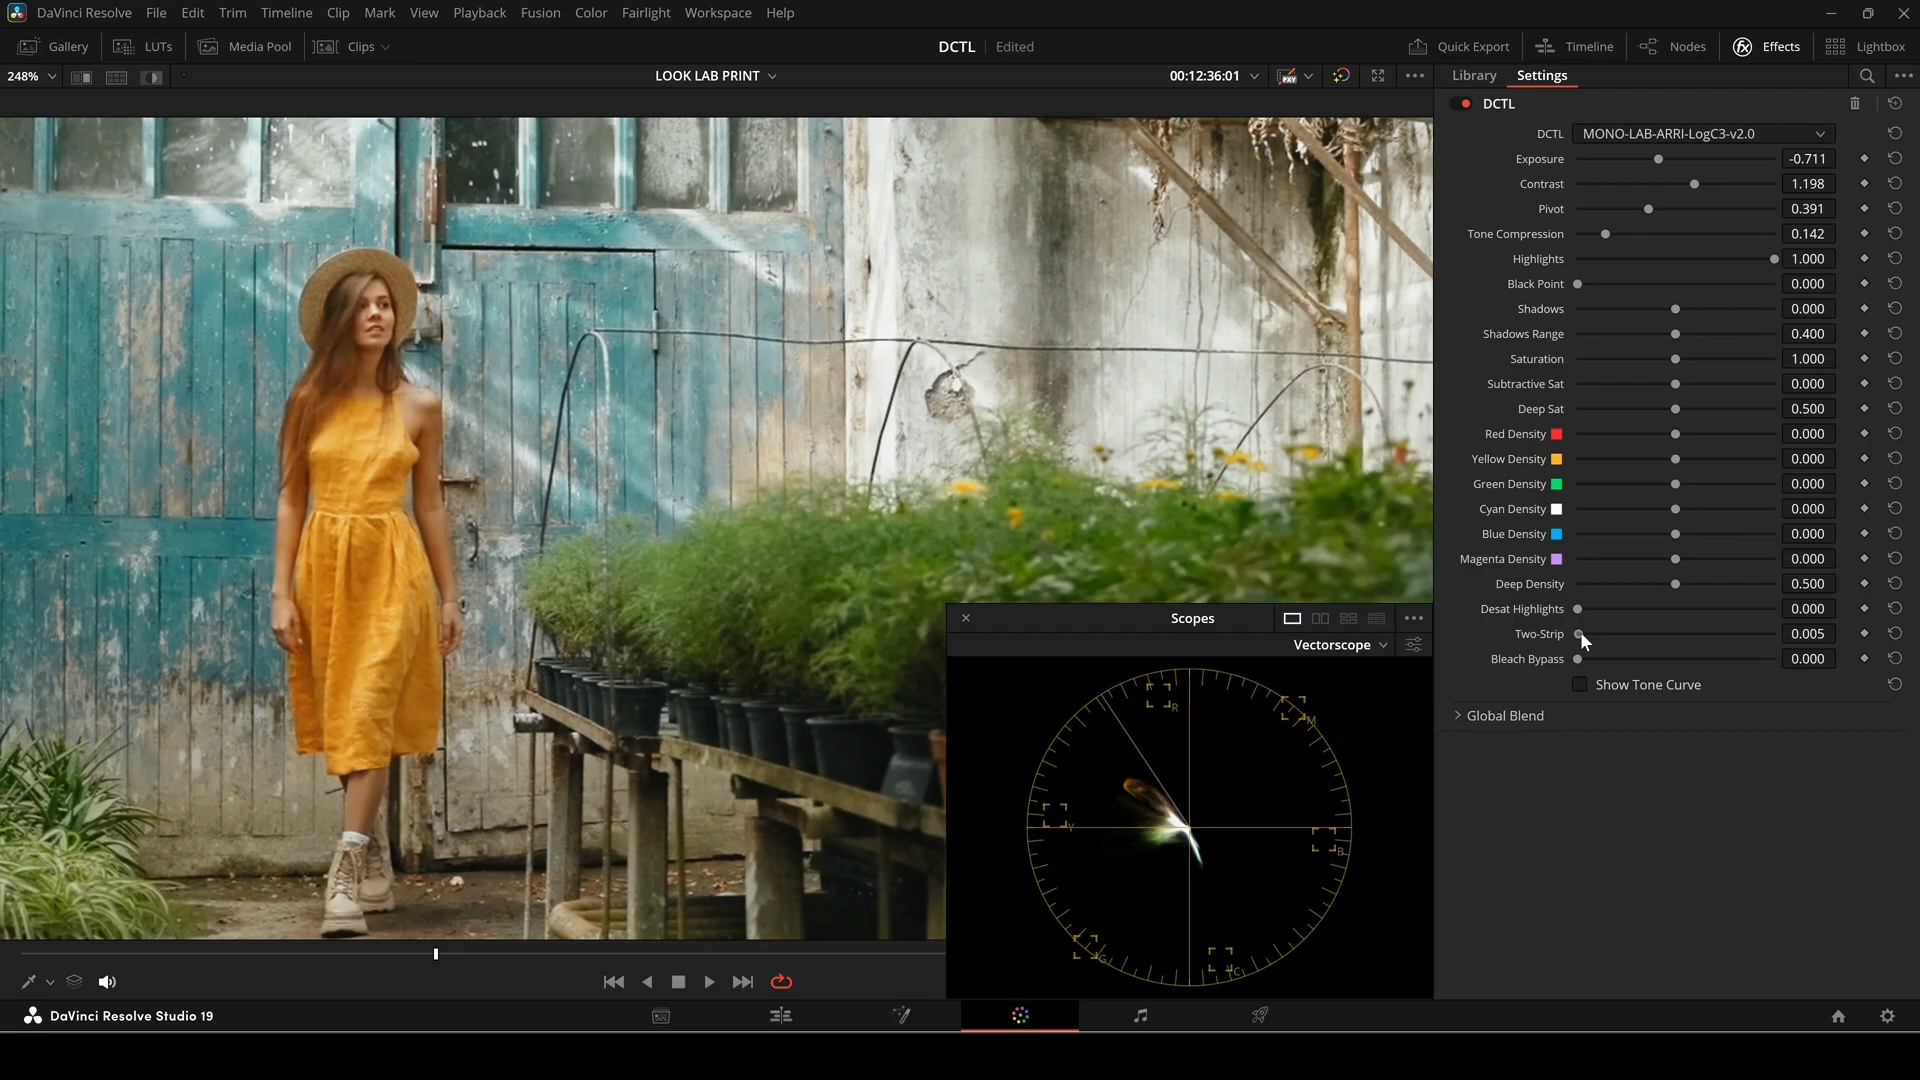 DaVinci Resolve File Edit Trim Timeline Clip Mark View Playback Fusion Color Fairlight Workspace Help
Gallery LUTs Media Pool Clips DCTL Edited Quick Export Timeline Nodes Effects Lightbox
248% LOOK LAB PRINT 00:12:36:01 PXY Library Settings
DCTL
DCTL MONO-LAB-ARRI-LogC3-v2.0
Exposure -0.711
Contrast 1.198
Pivot 0.391
Tone Compression 0.142
Highlights 1.000
Black Point 0.000
Shadows 0.000
Shadows Range 0.400
Saturation 1.000
Subtractive Sat 0.000
Deep Sat 0.500
Red Density 0.000
Yellow Density 0.000
Green Density 0.000
Cyan Density 0.000
Blue Density 0.000
Magenta Density 0.000
Deep Density 0.500
Desat Highlights 0.000
Two-Strip 0.005
Bleach Bypass 0.000
Show Tone Curve
Global Blend
Scopes
Vectorscope
R
M
Y
B
G
C
DaVinci Resolve Studio 19